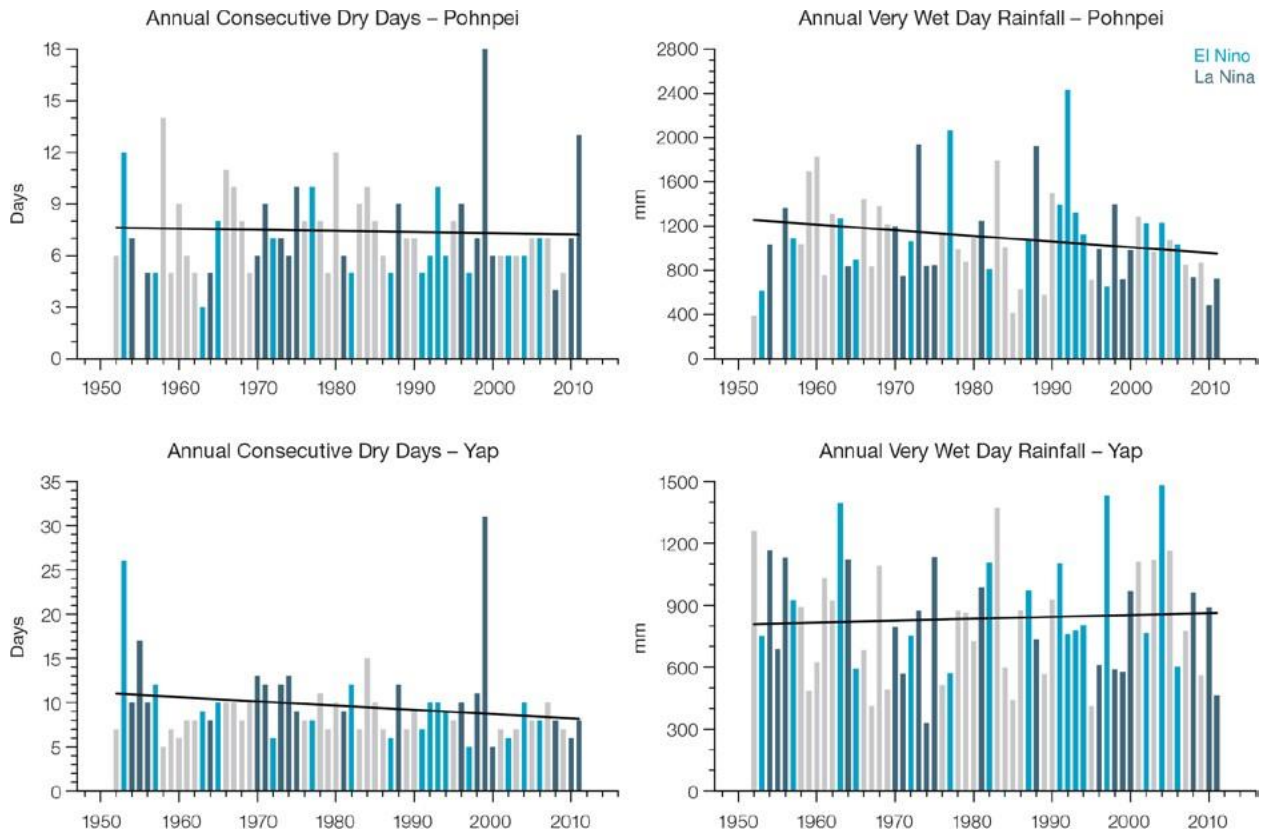 Annual Consecutive Dry Days – Pohnpei
18
15
12
9
6
3
0
Days
1950 1960 1970 1980 1990 2000 2010
Annual Very Wet Day Rainfall – Pohnpei
2800
2400
2000
1600
1200
800
400
0
mm
El Nino
La Nina
1950 1960 1970 1980 1990 2000 2010
Annual Consecutive Dry Days – Yap
35
30
25
20
15
10
5
0
Days
1950 1960 1970 1980 1990 2000 2010
Annual Very Wet Day Rainfall – Yap
1500
1200
900
600
300
0
mm
1950 1960 1970 1980 1990 2000 2010